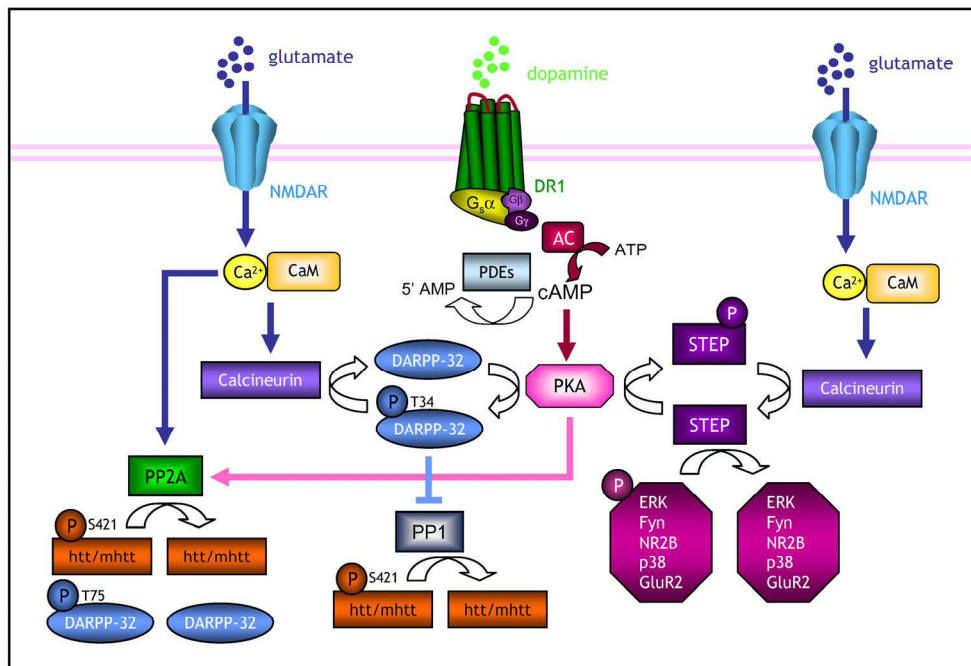 glutamate
dopamine
glutamate
NMDAR
DR1
NMDAR
Gsα
Gβ
Gγ
AC
ATP
PDEs
5’ AMP
cAMP
Ca²⁺
CaM
Ca²⁺
CaM
P
STEP
Calcineurin
DARPP-32
PKA
Calcineurin
P
T34
DARPP-32
STEP
PP2A
P
S421
htt/mhtt
htt/mhtt
PP1
P
S421
htt/mhtt
htt/mhtt
P
ERK
Fyn
NR2B
p38
GluR2
ERK
Fyn
NR2B
p38
GluR2
P
T75
DARPP-32
DARPP-32